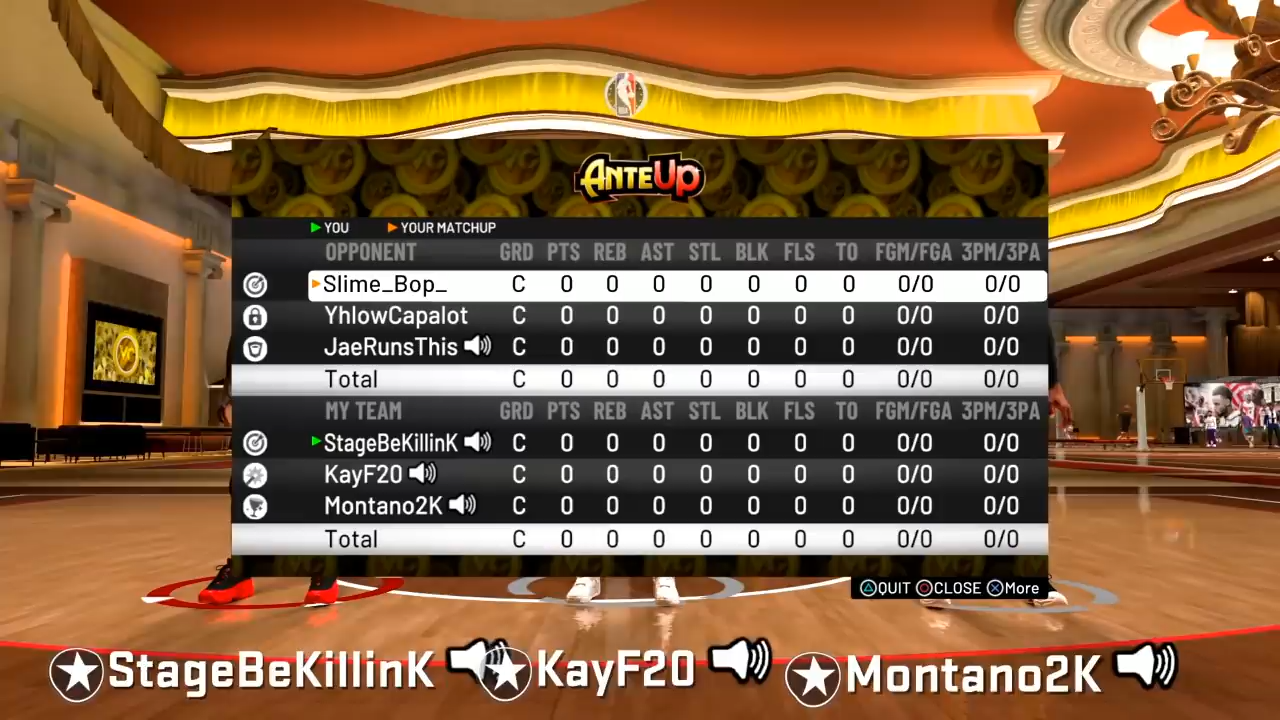 ANTEUP
YOU YOUR MATCHUP
OPPONENT GRD PTS REB AST STL BLK FLS TO FGM/FGA 3PM/3PA
Slime_Bop_ C 0 0 0 0 0 0 0 0/0 0/0
YhlowCapalot C 0 0 0 0 0 0 0 0/0 0/0
JaeRunsThis C 0 0 0 0 0 0 0 0/0 0/0
Total C 0 0 0 0 0 0 0 0/0 0/0
MY TEAM GRD PTS REB AST STL BLK FLS TO FGM/FGA 3PM/3PA
StageBeKillinK C 0 0 0 0 0 0 0 0/0 0/0
KayF20 C 0 0 0 0 0 0 0 0/0 0/0
Montano2K C 0 0 0 0 0 0 0 0/0 0/0
Total C 0 0 0 0 0 0 0 0/0 0/0
QUIT CLOSE More
StageBeKillinK KayF20 Montano2K